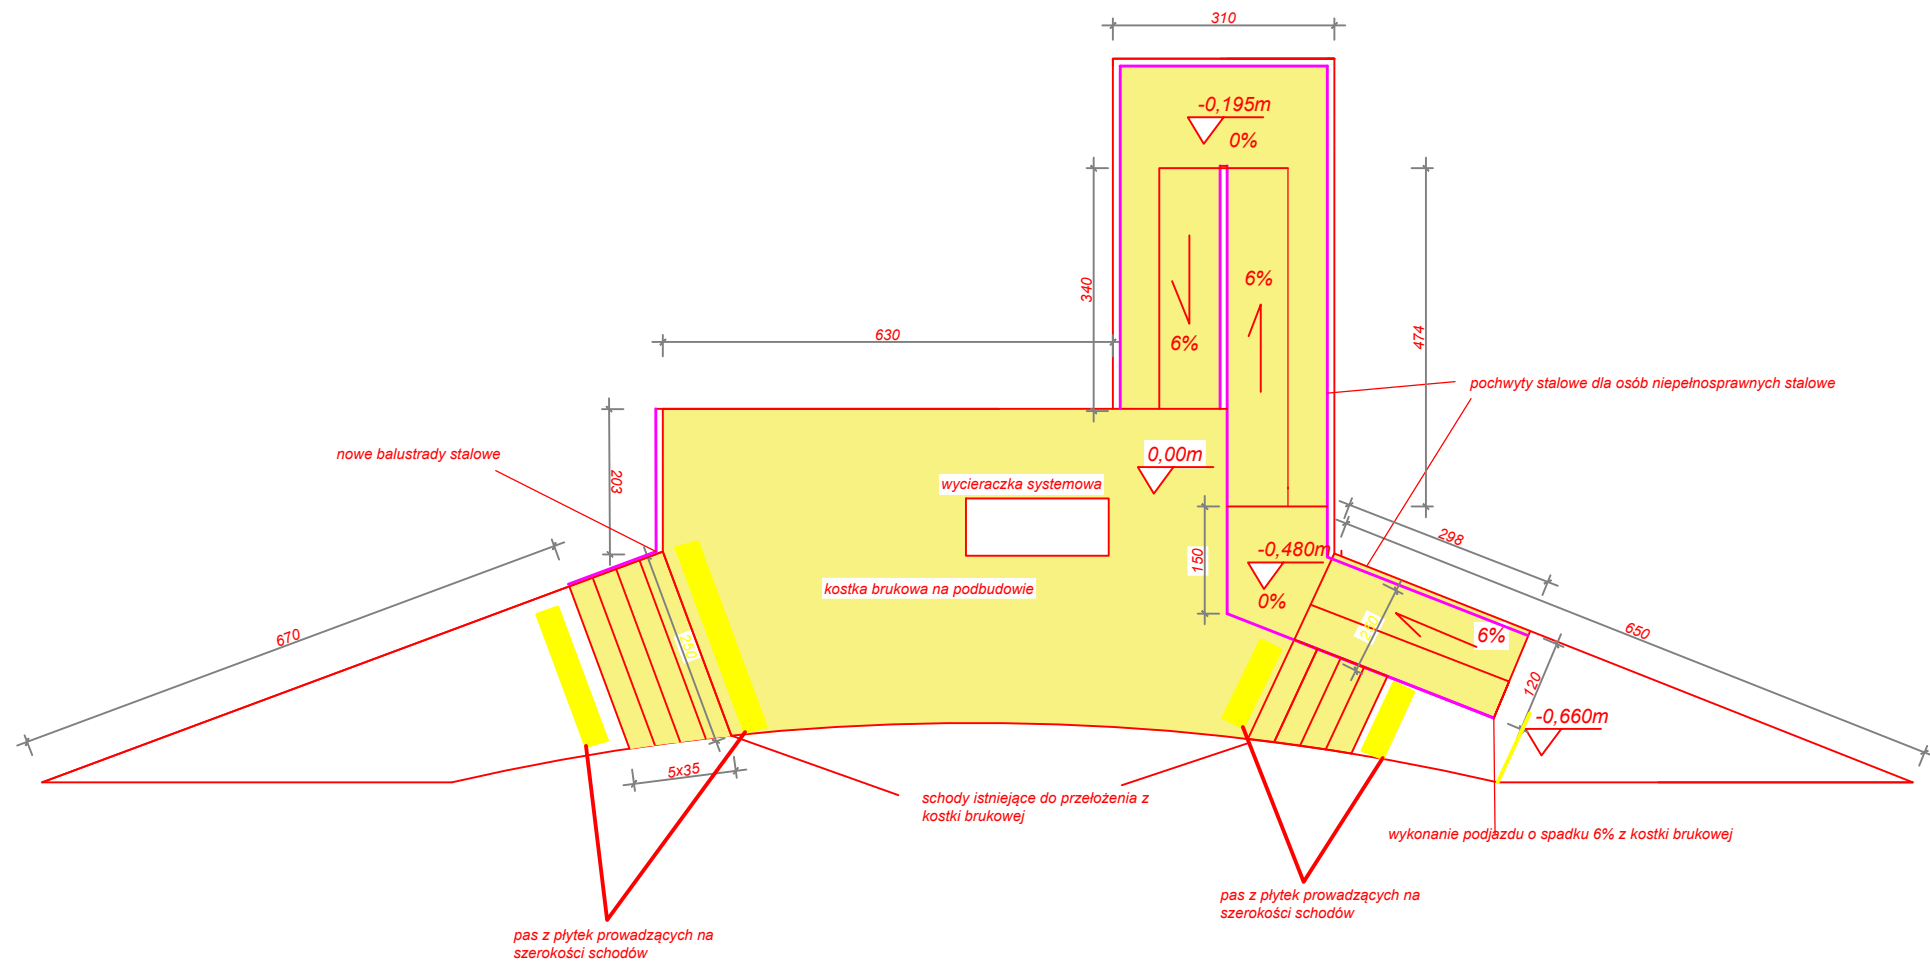 310
-0,195m
0%
340
6%
6%
474
630
pochwyty stalowe dla osób niepełnosprawnych stalowe
nowe balustrady stalowe
203
0,00m
wycieraczka systemowa
150
-0,480m
0%
298
kostka brukowa na podbudowie
670
260
6%
650
120
-0,660m
5x35
schody istniejące do przełożenia z
kostki brukowej
wykonanie podjazdu o spadku 6% z kostki brukowej
pas z płytek prowadzących na
szerokości schodów
pas z płytek prowadzących na
szerokości schodów